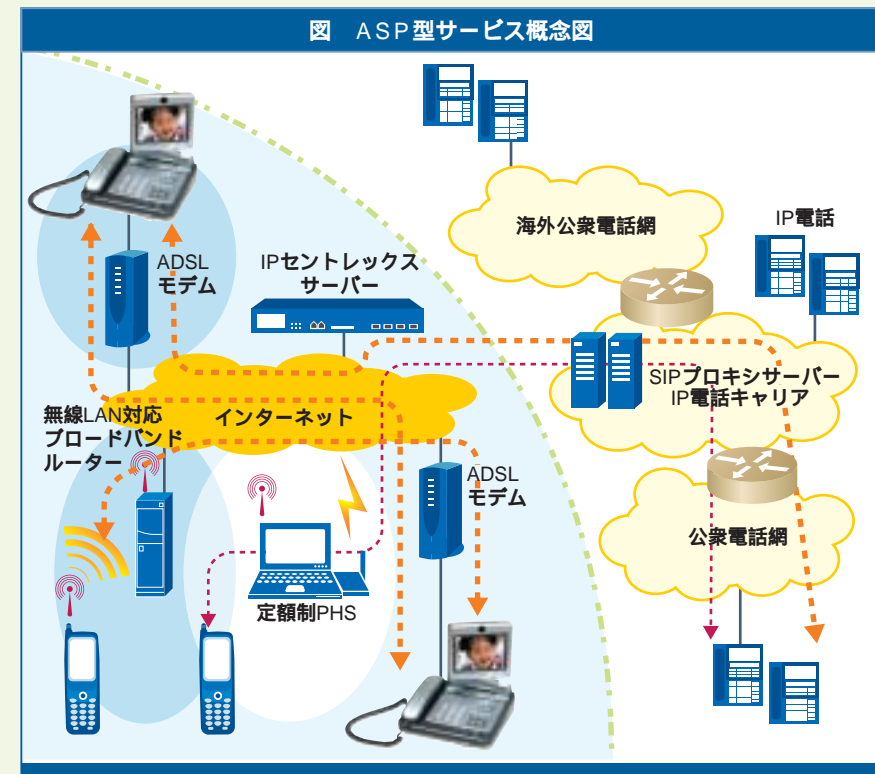 図 ASP型サービス概念図
海外公衆電話網
IP電話
ADSL
モデム
IPセントレックス
サーバー
SIPプロキシサーバー
IP電話キャリア
無線LAN対応
ブロードバンド
ルーター
インターネット
ADSL
モデム
公衆電話網
定額制PHS